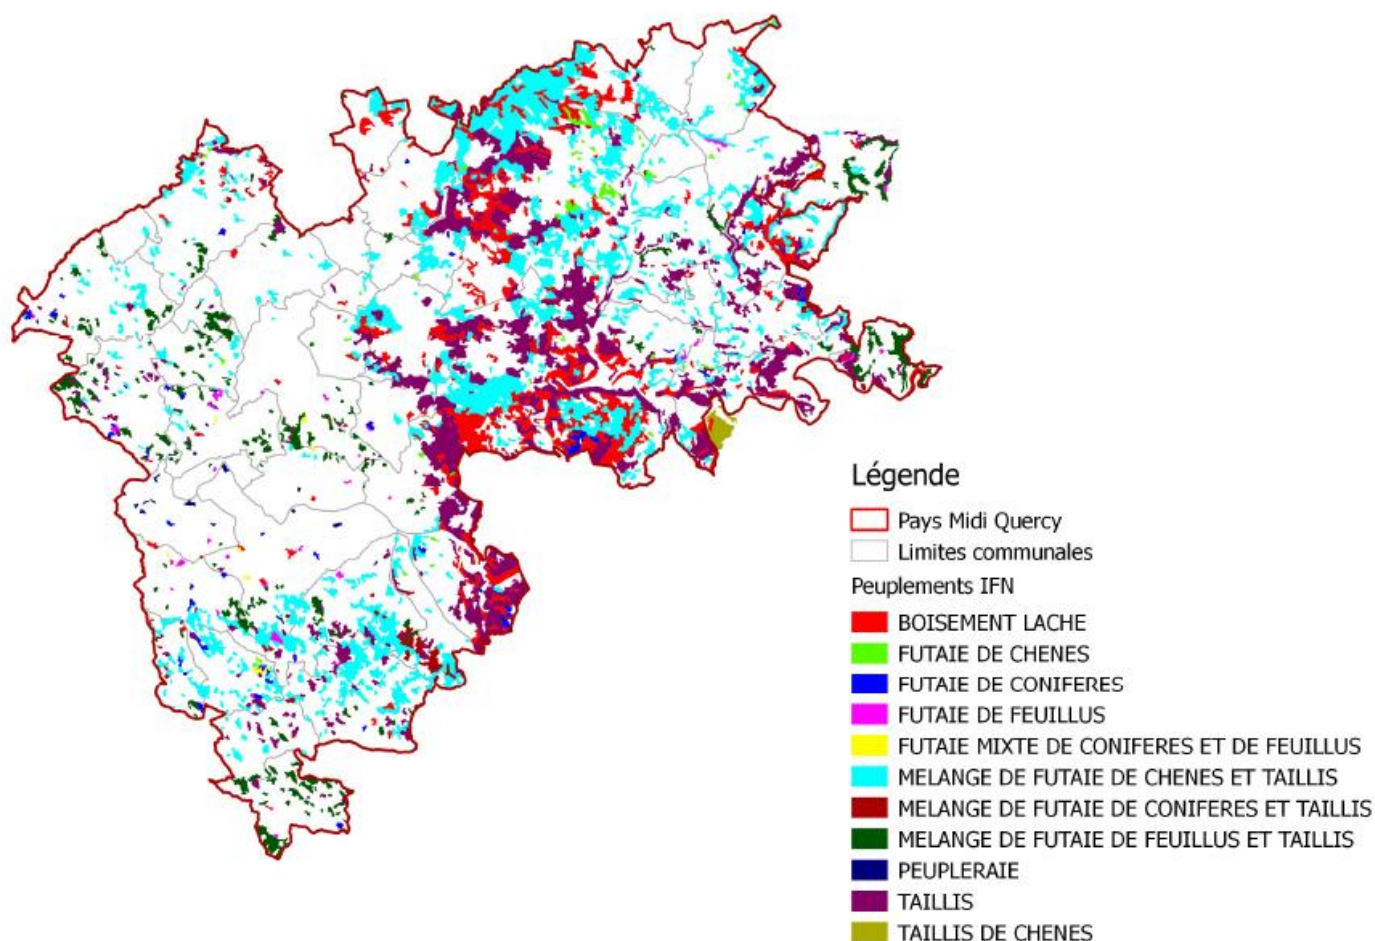 Légende
Pays Midi Quercy
Limites communales
Peuplements IFN
BOISEMENT LACHE
FUTAIE DE CHENES
FUTAIE DE CONIFERES
FUTAIE DE FEUILLUS
FUTAIE MIXTE DE CONIFERES ET DE FEUILLUS
MELANGE DE FUTAIE DE CHENES ET TAILLIS
MELANGE DE FUTAIE DE CONIFERES ET TAILLIS
MELANGE DE FUTAIE DE FEUILLUS ET TAILLIS
PEUPLERAIE
TAILLIS
TAILLIS DE CHENES